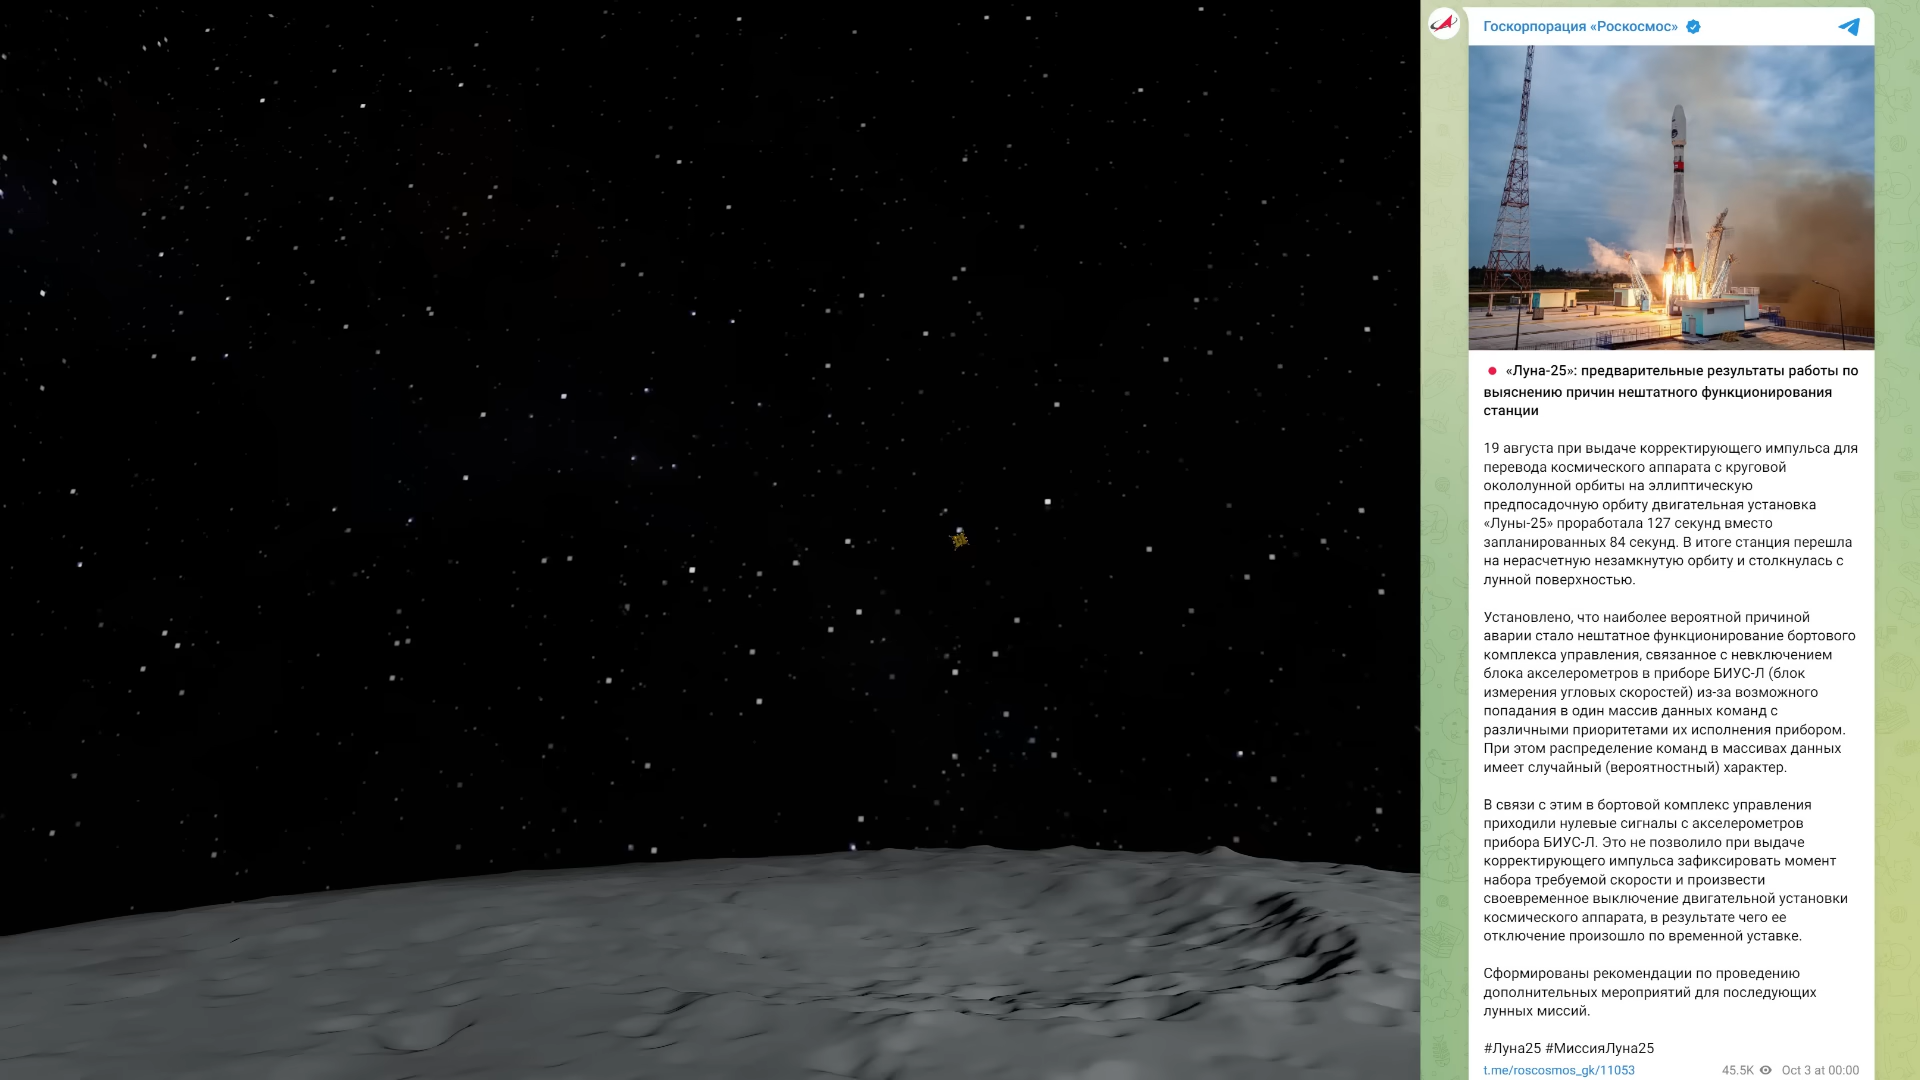 Госкорпорация «Роскосмос»
«Луна-25»: предварительные результаты работы по
выяснению причин нештатного функционирования
станции
19 августа при выдаче корректирующего импульса для
перевода космического аппарата с круговой
окололунной орбиты на эллиптическую
предпосадочную орбиту двигательная установка
«Луны-25» проработала 127 секунд вместо
запланированных 84 секунд. В итоге станция перешла
на нерасчетную незамкнутую орбиту и столкнулась с
лунной поверхностью.
Установлено, что наиболее вероятной причиной
аварии стало нештатное функционирование бортового
комплекса управления, связанное с невключением
блока акселерометров в приборе БИУС-Л (блок
измерения угловых скоростей) из-за возможного
попадания в один массив данных команд с
различными приоритетами их исполнения прибором.
При этом распределение команд в массивах данных
имеет случайный (вероятностный) характер.
В связи с этим в бортовой комплекс управления
приходили нулевые сигналы с акселерометров
прибора БИУС-Л. Это не позволило при выдаче
корректирующего импульса зафиксировать момент
набора требуемой скорости и произвести
своевременное выключение двигательной установки
космического аппарата, в результате чего ее
отключение произошло по временной уставке.
Сформированы рекомендации по проведению
дополнительных мероприятий для последующих
лунных миссий.
#Луна25 #МиссияЛуна25
t.me/roscosmos_gk/11053 45.5K Oct 3 at 00:00